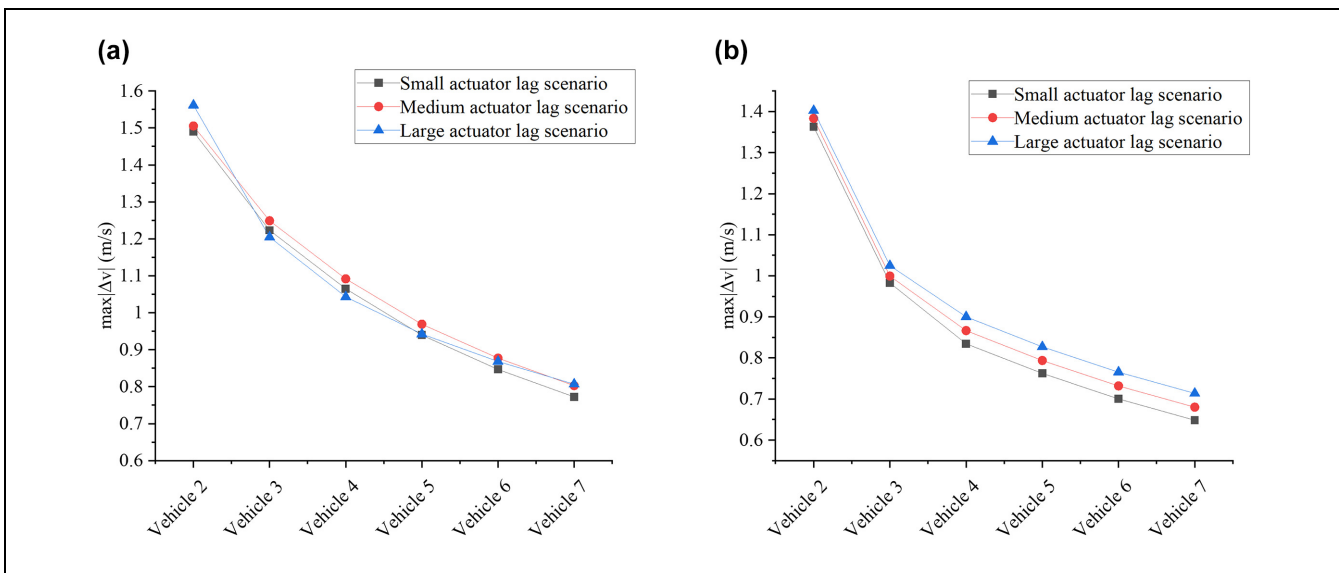 (a)
Small actuator lag scenario
Medium actuator lag scenario
Large actuator lag scenario
1.6
1.5
1.4
1.3
1.2
1.1
1
0.9
0.8
0.7
0.6
max|Δv| (m/s)
Vehicle 2
Vehicle 3
Vehicle 4
Vehicle 5
Vehicle 6
Vehicle 7
(b)
Small actuator lag scenario
Medium actuator lag scenario
Large actuator lag scenario
1.4
1.3
1.2
1.1
1
0.9
0.8
0.7
0.6
max|Δv| (m/s)
Vehicle 2
Vehicle 3
Vehicle 4
Vehicle 5
Vehicle 6
Vehicle 7